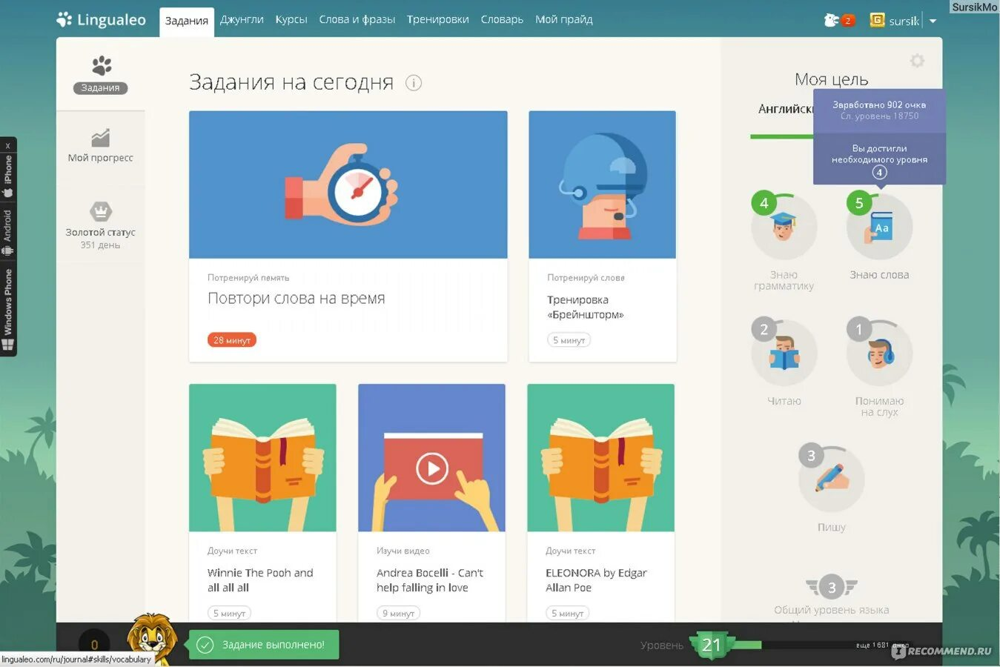 SursikMo
Lingualeo
Задания
Джунгли
Курсы
Слова и фразы
Тренировки
Словарь
Мой прайд
2
sursik
Задания
Мой прогресс
Золотой статус
351 день
x
iPhone
Android
Windows Phone
Задания на сегодня
i
Потренируй память
Повтори слова на время
28 минут
Потренируй слова
Тренировка
«Брейншторм»
5 минут
Доучи текст
Winnie The Pooh and
all all all
5 минут
Изучи видео
Andrea Bocelli - Can't
help falling in love
9 минут
Доучи текст
ELEONORA by Edgar
Allan Poe
5 минут
Моя цель
Английски
Заработано 902 очка
Сл. уровень 18750
Вы достигли
необходимого уровня
4
4
Знаю
грамматику
5
Aa
Знаю слова
2
Читаю
1
Понимаю
на слух
3
Пишу
3
Общий уровень языка
0
Задание выполнено!
Уровень
21
еще 1 681 очко
lingualeo.com/ru/journal#skills/vocabulary
RECOMMEND.RU